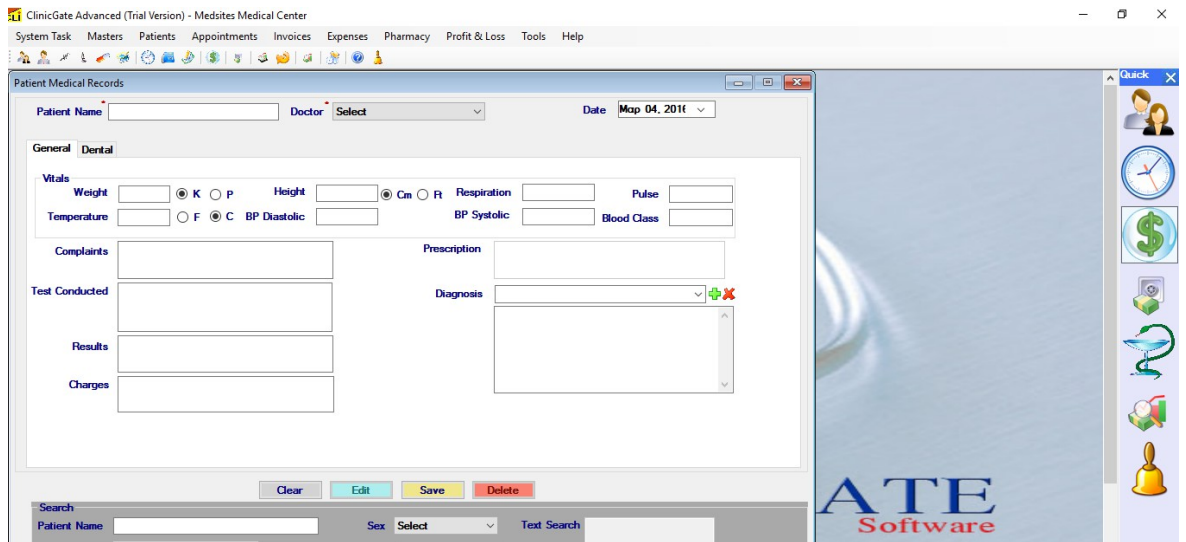 ClinicGate Advanced (Trial Version) - Medsites Medical Center
System Task Masters Patients Appointments Invoices Expenses Pharmacy Profit & Loss Tools Help
Patient Medical Records
Quick
Patient Name * Doctor * Select Date Мар 04, 2016
General Dental
Vitals
Weight K P Height Cm Ft Respiration Pulse
Temperature F C BP Diastolic BP Systolic Blood Class
Complaints Prescription
Test Conducted Diagnosis
Results
Charges
Clear Edit Save Delete
Search
Patient Name Sex Select Text Search
ATE
Software